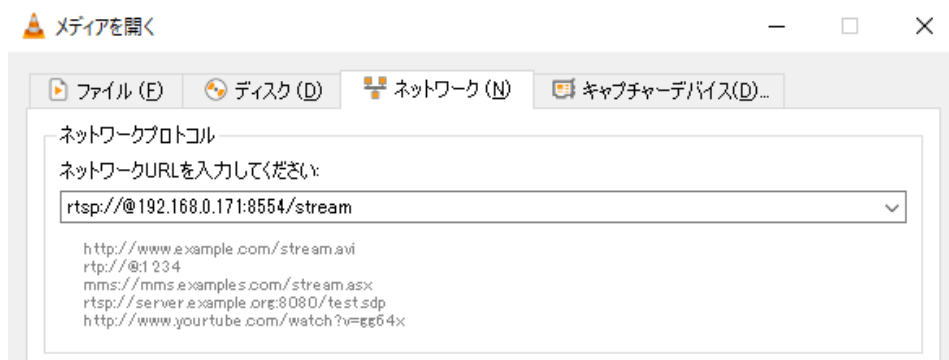 メディアを開く
ファイル (F) ディスク (D) ネットワーク (N) キャプチャーデバイス(D)...
ネットワークプロトコル
ネットワークURLを入力してください:
rtsp://@192.168.0.171:8554/stream
http://www.example.com/stream.avi
rtp://@:1234
mms://mms.examples.com/stream.asx
rtsp://server.example.org:8080/test.sdp
http://www.yourtube.com/watch?v=gg64x